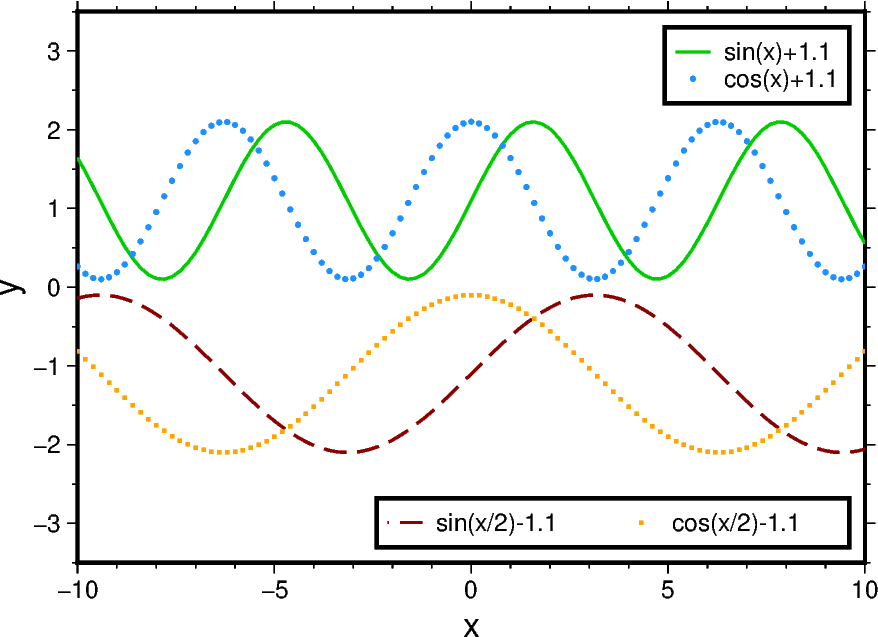 3
2
1
0
−1
−2
−3
y
sin(x)+1.1
cos(x)+1.1
sin(x/2)-1.1 cos(x/2)-1.1
−10 −5 0 5 10
x